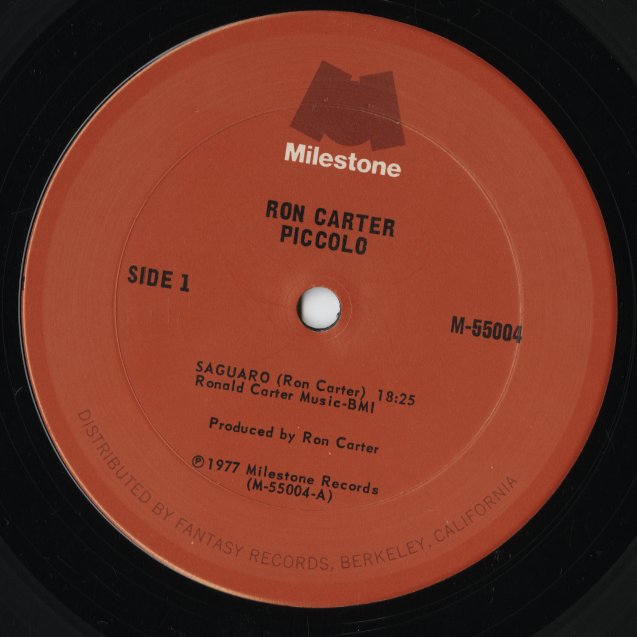 Milestone
RON CARTER
PICCOLO
SIDE 1
M-55004
SAGUARO (Ron Carter) 18:25
Ronald Carter Music-BMI
Produced by Ron Carter
℗ 1977 Milestone Records
(M-55004-A)
DISTRIBUTED BY FANTASY RECORDS, BERKELEY, CALIFORNIA